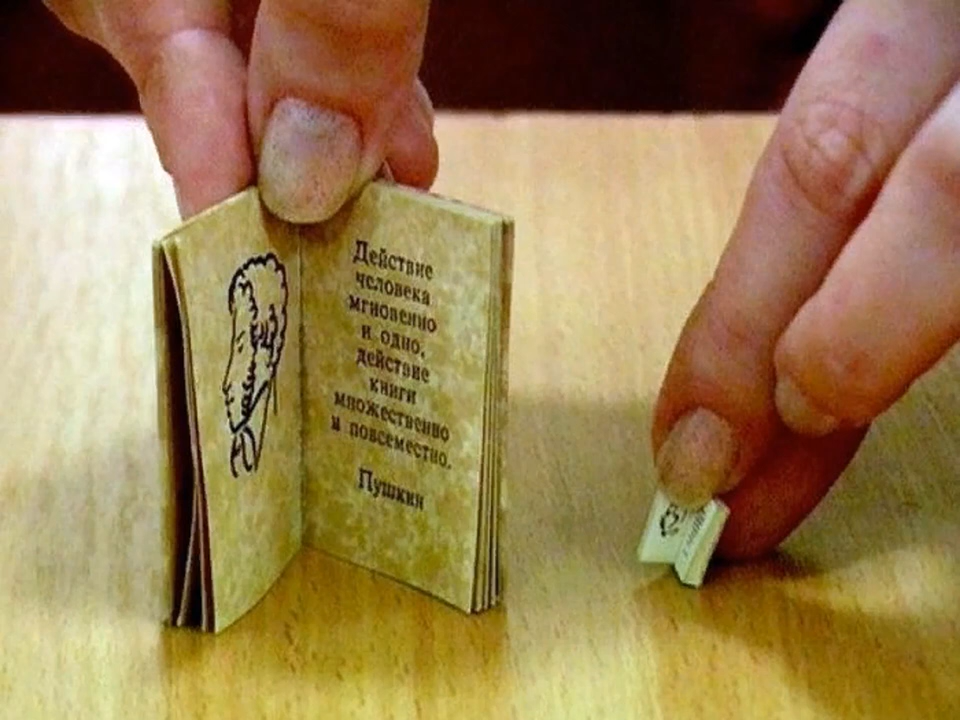 Действие
человека
мгновенно
и одно,
действие
книги
множественно
и повсеместно.
Пушкин